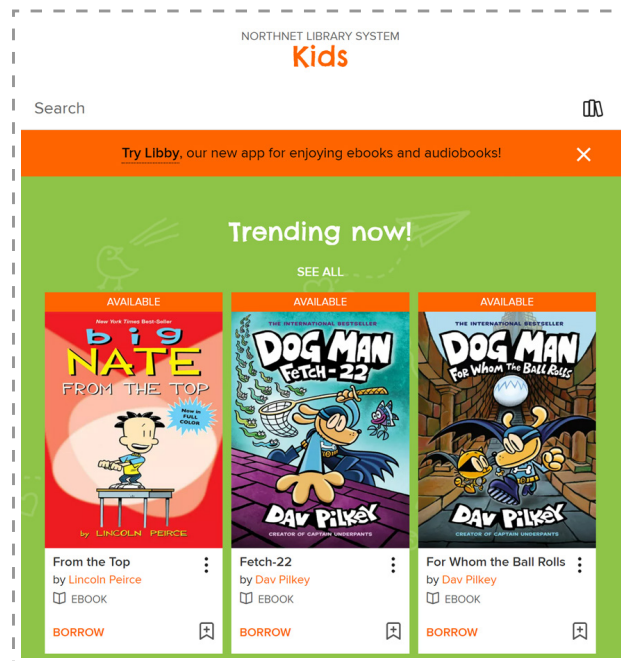 NORTHNET LIBRARY SYSTEM
Kids
Search
Try Libby, our new app for enjoying ebooks and audiobooks!
Trending now!
SEE ALL
AVAILABLE
New York Times Best-Seller
big
NATE
FROM THE TOP
New in
FULL
COLOR
by LINCOLN PEIRCE
From the Top
by Lincoln Peirce
EBOOK
BORROW
AVAILABLE
THE INTERNATIONAL BESTSELLER
DOG MAN
FETCH-22
DAV PILKEY
CREATOR OF CAPTAIN UNDERPANTS
Fetch-22
by Dav Pilkey
EBOOK
BORROW
AVAILABLE
THE INTERNATIONAL BESTSELLER
DOG MAN
FOR WHOM THE BALL ROLLS
DAV PILKEY
CREATOR OF CAPTAIN UNDERPANTS
For Whom the Ball Rolls
by Dav Pilkey
EBOOK
BORROW